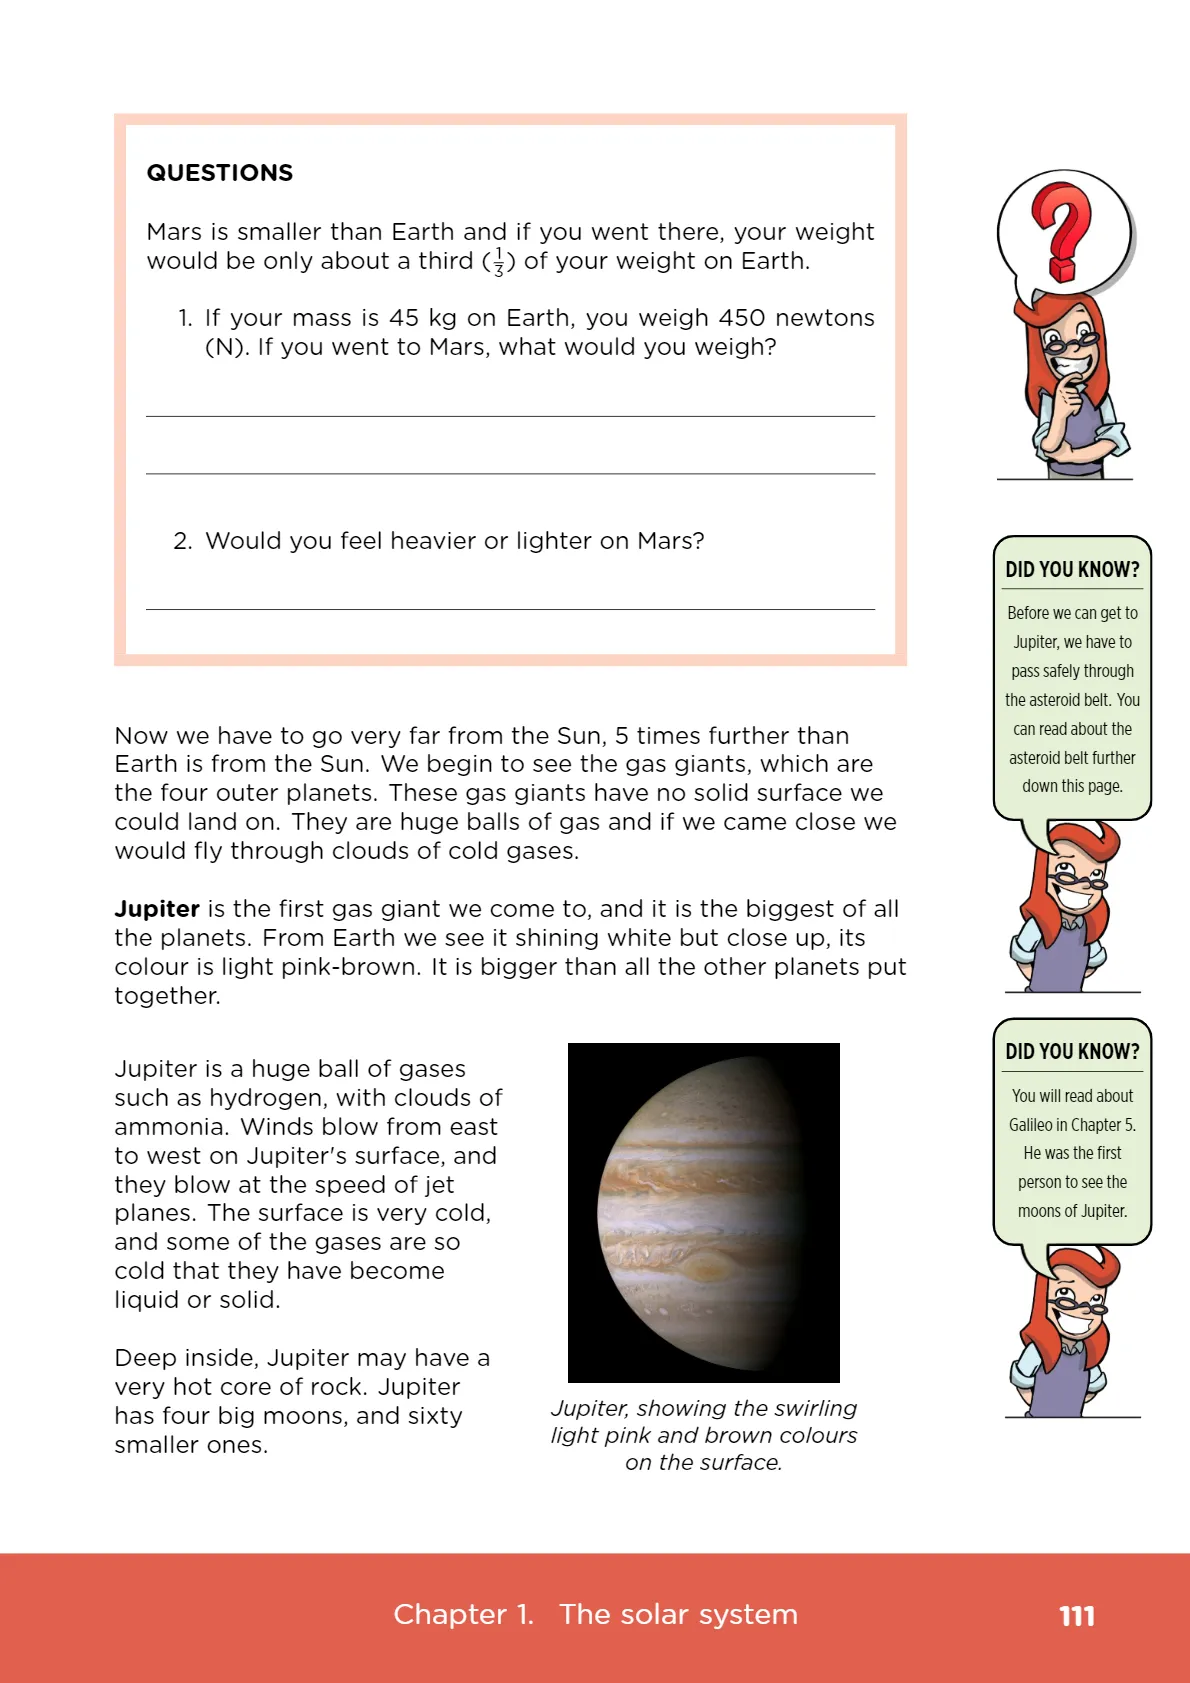 QUESTIONS
Mars is smaller than Earth and if you went there, your weight
would be only about a third (1/3) of your weight on Earth.
1. If your mass is 45 kg on Earth, you weigh 450 newtons
(N). If you went to Mars, what would you weigh?
2. Would you feel heavier or lighter on Mars?
?
DID YOU KNOW?
Before we can get to
Jupiter, we have to
pass safely through
the asteroid belt. You
can read about the
asteroid belt further
down this page.
Now we have to go very far from the Sun, 5 times further than
Earth is from the Sun. We begin to see the gas giants, which are
the four outer planets. These gas giants have no solid surface we
could land on. They are huge balls of gas and if we came close we
would fly through clouds of cold gases.
Jupiter is the first gas giant we come to, and it is the biggest of all
the planets. From Earth we see it shining white but close up, its
colour is light pink-brown. It is bigger than all the other planets put
together.
Jupiter is a huge ball of gases
such as hydrogen, with clouds of
ammonia. Winds blow from east
to west on Jupiter's surface, and
they blow at the speed of jet
planes. The surface is very cold,
and some of the gases are so
cold that they have become
liquid or solid.
Deep inside, Jupiter may have a
very hot core of rock. Jupiter
has four big moons, and sixty
smaller ones.
Jupiter, showing the swirling
light pink and brown colours
on the surface.
DID YOU KNOW?
You will read about
Galileo in Chapter 5.
He was the first
person to see the
moons of Jupiter.
Chapter 1. The solar system
111